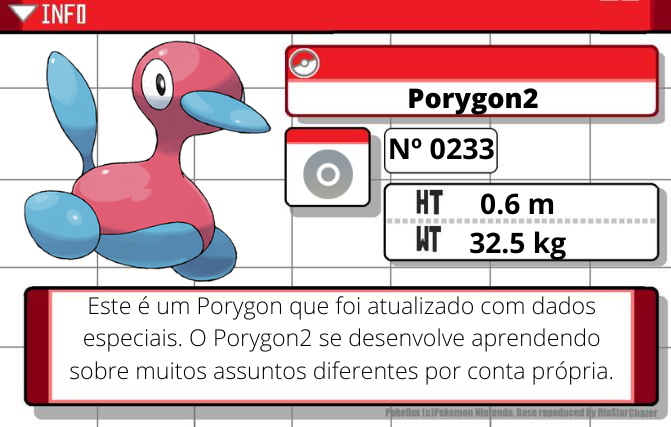 INFO
Porygon2
Nº 0233
HT 0.6 m
WT 32.5 kg
Este é um Porygon que foi atualizado com dados
especiais. O Porygon2 se desenvolve aprendendo
sobre muitos assuntos diferentes por conta própria.
PokeDex (c)Pokemon Nintendo. Base repoduced by RiaStarChazer